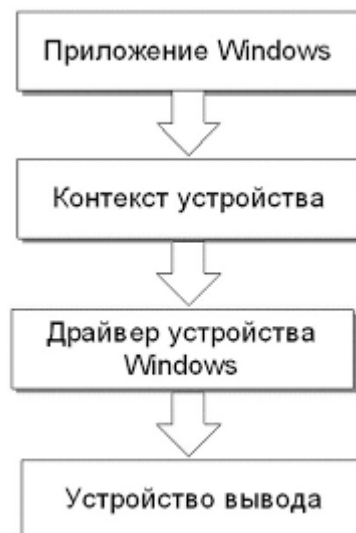 Приложение Windows
Контекст устройства
Драйвер устройства
Windows
Устройство вывода